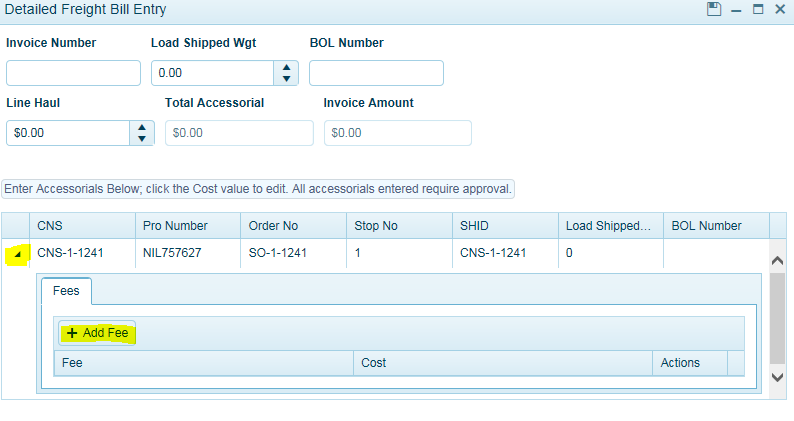 Detailed Freight Bill Entry
Invoice Number Load Shipped Wgt BOL Number
0.00
Line Haul Total Accessorial Invoice Amount
$0.00 $0.00 $0.00
Enter Accessorials Below; click the Cost value to edit. All accessorials entered require approval.
CNS Pro Number Order No Stop No SHID Load Shipped... BOL Number
CNS-1-1241 NIL757627 SO-1-1241 1 CNS-1-1241 0
Fees
+ Add Fee
Fee Cost Actions